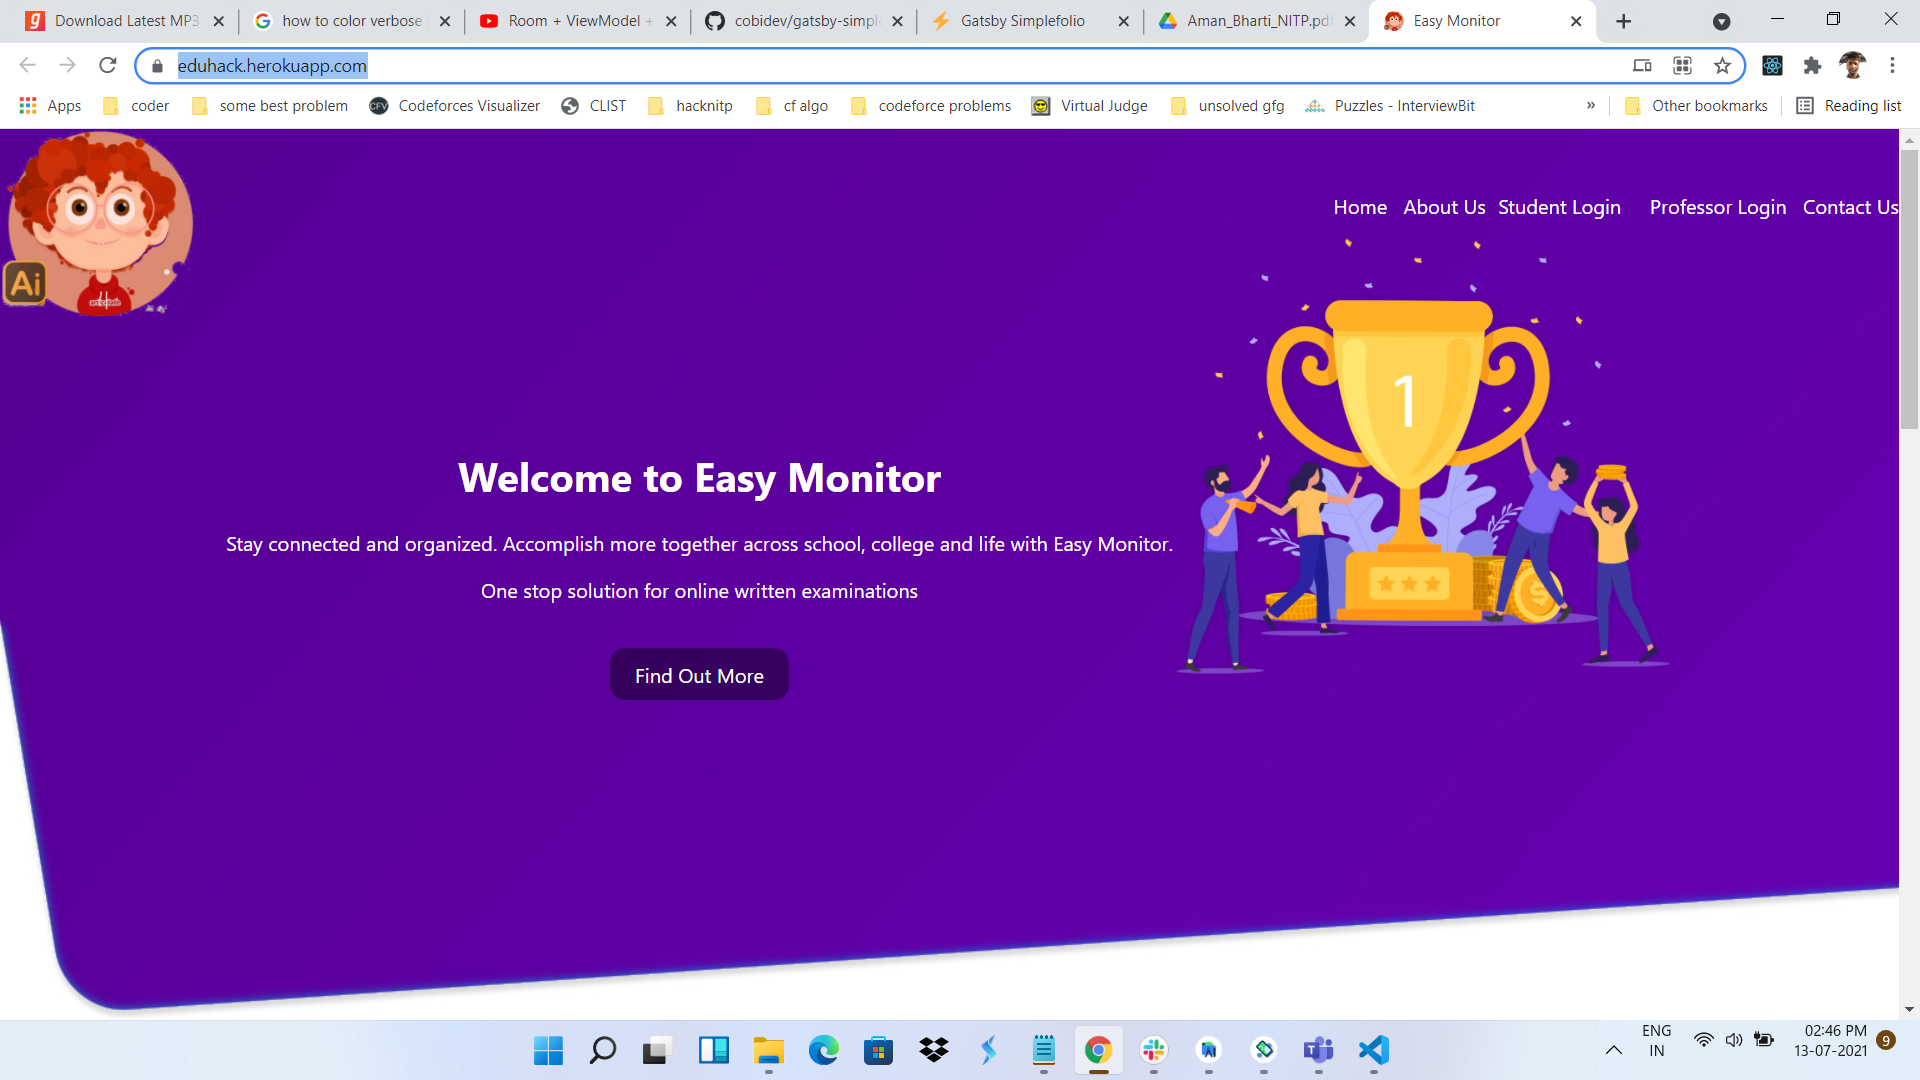 Download Latest MP3
how to color verbose
Room + ViewModel +
cobidev/gatsby-simple
Gatsby Simplefolio
Aman_Bharti_NITP.pdf
Easy Monitor
eduhack.herokuapp.com
Apps
coder
some best problem
CFV
Codeforces Visualizer
CLIST
hacknitp
cf algo
codeforce problems
Virtual Judge
unsolved gfg
Puzzles - InterviewBit
»
Other bookmarks
Reading list
Home
About Us
Student Login
Professor Login
Contact Us
Ai
1
Welcome to Easy Monitor
Stay connected and organized. Accomplish more together across school, college and life with Easy Monitor.
One stop solution for online written examinations
$
Find Out More
ENG
IN
02:46 PM
13-07-2021
9